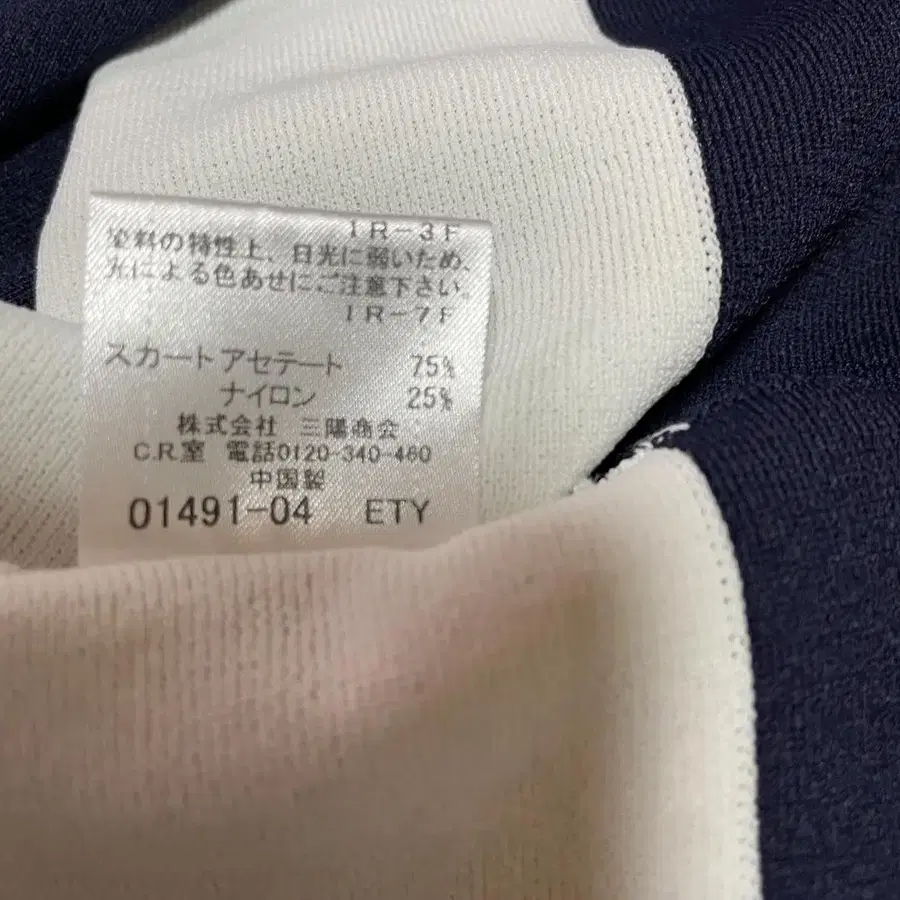 IR-3F
染料の特性上、日光に弱いため、
光による色あせにご注意下さい。
IR-7F
スカート アセテート 75%
ナイロン 25%
株式会社 三陽商会
C.R.室 電話0120-340-460
中国製
01491-04 ETY